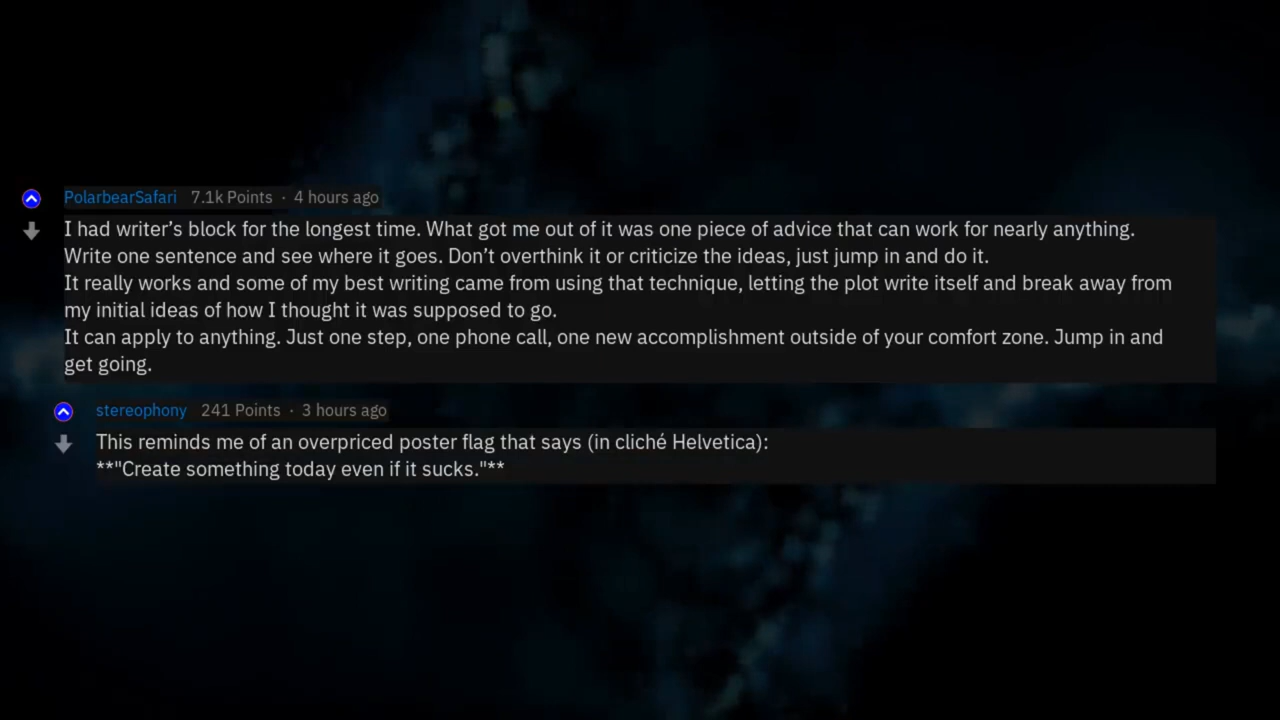 PolarbearSafari 7.1k Points · 4 hours ago
I had writer’s block for the longest time. What got me out of it was one piece of advice that can work for nearly anything.
Write one sentence and see where it goes. Don’t overthink it or criticize the ideas, just jump in and do it.
It really works and some of my best writing came from using that technique, letting the plot write itself and break away from
my initial ideas of how I thought it was supposed to go.
It can apply to anything. Just one step, one phone call, one new accomplishment outside of your comfort zone. Jump in and
get going.
stereophony 241 Points · 3 hours ago
This reminds me of an overpriced poster flag that says (in cliché Helvetica):
**"Create something today even if it sucks."**